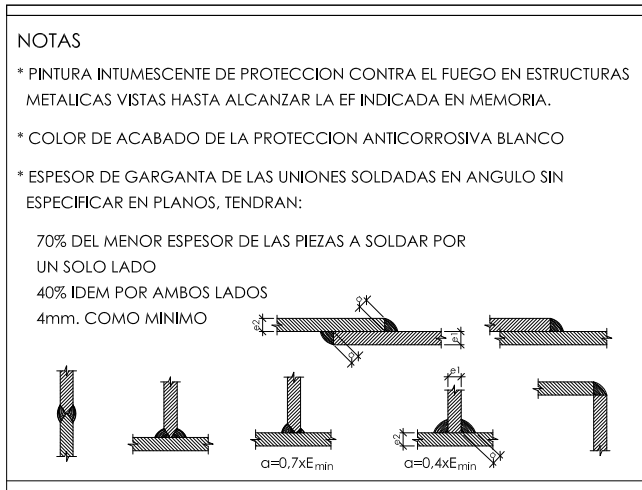 NOTAS
* PINTURA INTUMESCENTE DE PROTECCION CONTRA EL FUEGO EN ESTRUCTURAS
METALICAS VISTAS HASTA ALCANZAR LA EF INDICADA EN MEMORIA.
* COLOR DE ACABADO DE LA PROTECCION ANTICORROSIVA BLANCO
* ESPESOR DE GARGANTA DE LAS UNIONES SOLDADAS EN ANGULO SIN
ESPECIFICAR EN PLANOS, TENDRAN:
70% DEL MENOR ESPESOR DE LAS PIEZAS A SOLDAR POR
UN SOLO LADO
40% IDEM POR AMBOS LADOS
4mm. COMO MINIMO
a
e2
e1
a
e1
e2
a
a=0,7xEmin
a=0,4xEmin